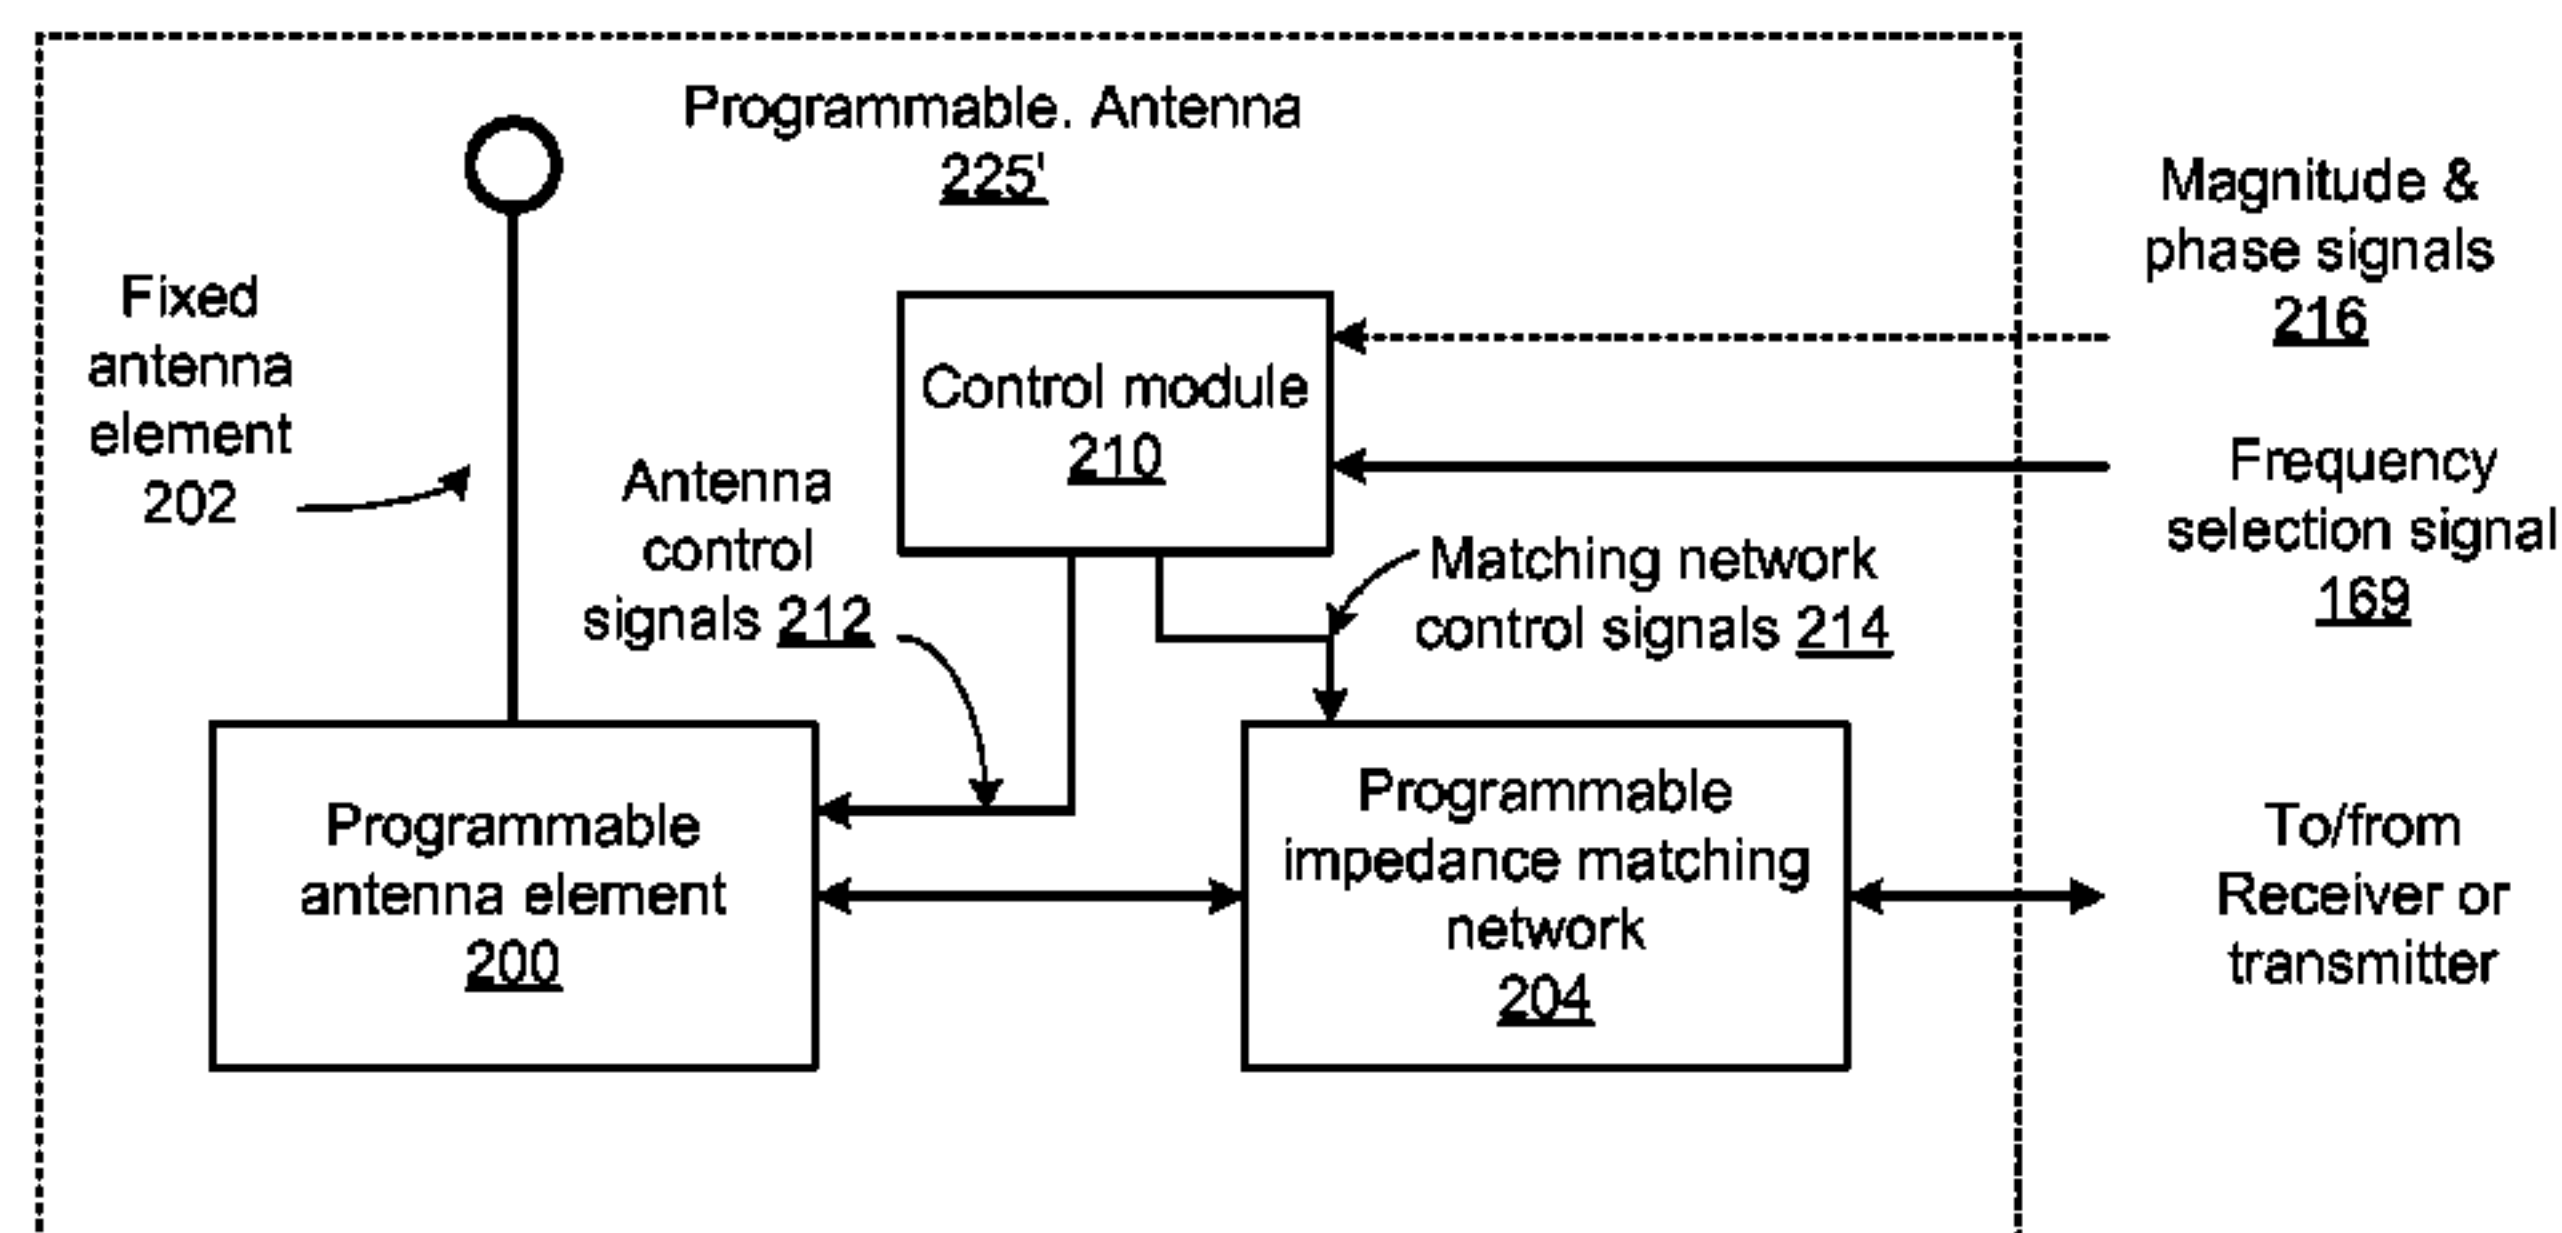 Programmable. Antenna
225'
Magnitude &
phase signals
216
Fixed
antenna
element
202
Control module
210
Antenna
control
signals 212
Frequency
selection signal
169
Matching network
control signals 214
Programmable
antenna element
200
Programmable
impedance matching
network
204
To/from
Receiver or
transmitter